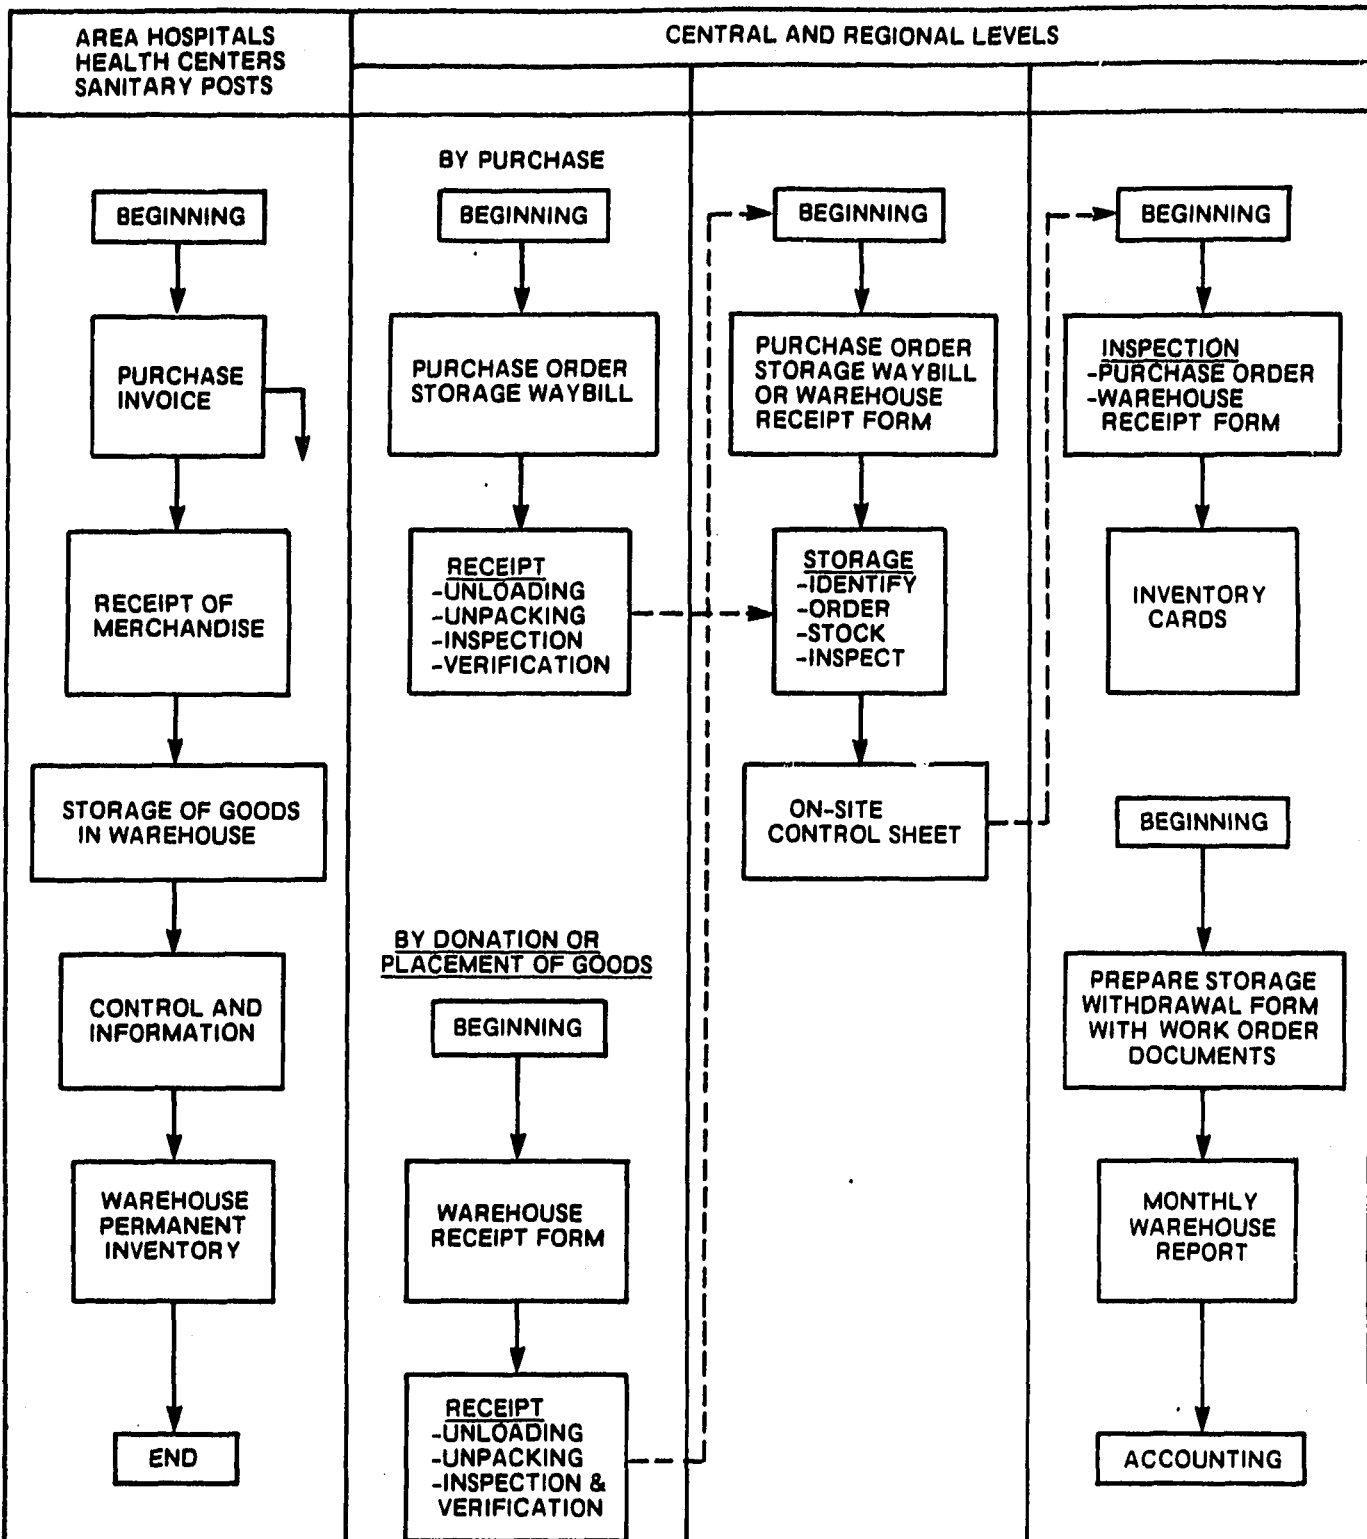 AREA HOSPITALS
HEALTH CENTERS
SANITARY POSTS
CENTRAL AND REGIONAL LEVELS
BEGINNING
PURCHASE
INVOICE
RECEIPT OF
MERCHANDISE
STORAGE OF GOODS
IN WAREHOUSE
CONTROL AND
INFORMATION
WAREHOUSE
PERMANENT
INVENTORY
END
BY PURCHASE
BEGINNING
PURCHASE ORDER
STORAGE WAYBILL
RECEIPT
-UNLOADING
-UNPACKING
-INSPECTION
-VERIFICATION
BY DONATION OR
PLACEMENT OF GOODS
BEGINNING
WAREHOUSE
RECEIPT FORM
RECEIPT
-UNLOADING
-UNPACKING
-INSPECTION &
VERIFICATION
BEGINNING
PURCHASE ORDER
STORAGE WAYBILL
OR WAREHOUSE
RECEIPT FORM
STORAGE
-IDENTIFY
-ORDER
-STOCK
-INSPECT
ON-SITE
CONTROL SHEET
BEGINNING
INSPECTION
-PURCHASE ORDER
-WAREHOUSE
RECEIPT FORM
INVENTORY
CARDS
BEGINNING
PREPARE STORAGE
WITHDRAWAL FORM
WITH WORK ORDER
DOCUMENTS
MONTHLY
WAREHOUSE
REPORT
ACCOUNTING